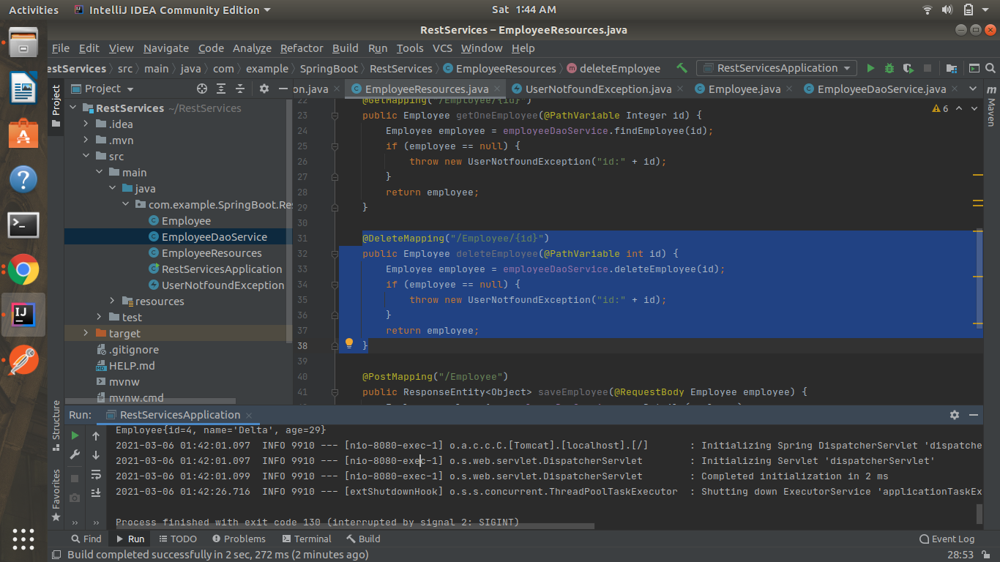 Activities IntelliJ IDEA Community Edition Sat 1:44 AM
RestServices – EmployeeResources.java
File Edit View Navigate Code Analyze Refactor Build Run Tools VCS Window Help
estServices src main java com example SpringBoot RestServices EmployeeResources deleteEmployee RestServicesApplication
Project on.java EmployeeResources.java UserNotfoundException.java Employee.java EmployeeDaoService.java
Project
Structure
Favorites
Maven
RestServices ~/RestServices
.idea
.mvn
src
main
java
com.example.SpringBoot.Res
Employee
EmployeeDaoService
EmployeeResources
RestServicesApplication
UserNotfoundException
resources
test
target
.gitignore
HELP.md
mvnw
mvnw.cmd
6
22 @GetMapping("/Employee/{id}")
23 public Employee getOneEmployee(@PathVariable Integer id) {
24 Employee employee = employeeDaoService.findEmployee(id);
25 if (employee == null) {
26 throw new UserNotfoundException("id:" + id);
27 }
28 return employee;
29 }
30
31 @DeleteMapping("/Employee/{id}")
32 public Employee deleteEmployee(@PathVariable int id) {
33 Employee employee = employeeDaoService.deleteEmployee(id);
34 if (employee == null) {
35 throw new UserNotfoundException("id:" + id);
36 }
37 return employee;
38 }
39
40 @PostMapping("/Employee")
41 public ResponseEntity<Object> saveEmployee(@RequestBody Employee employee) {
Run: RestServicesApplication
Employee{id=4, name='Delta', age=29}
2021-03-06 01:42:01.097 INFO 9910 --- [nio-8080-exec-1] o.a.c.c.C.[Tomcat].[localhost].[/] : Initializing Spring DispatcherServlet 'dispatche
2021-03-06 01:42:01.097 INFO 9910 --- [nio-8080-exec-1] o.s.web.servlet.DispatcherServlet : Initializing Servlet 'dispatcherServlet'
2021-03-06 01:42:01.099 INFO 9910 --- [nio-8080-exec-1] o.s.web.servlet.DispatcherServlet : Completed initialization in 2 ms
2021-03-06 01:42:26.716 INFO 9910 --- [extShutdownHook] o.s.s.concurrent.ThreadPoolTaskExecutor : Shutting down ExecutorService 'applicationTaskEx
Process finished with exit code 130 (interrupted by signal 2: SIGINT)
Find Run TODO Problems Terminal Build Event Log
Build completed successfully in 2 sec, 272 ms (2 minutes ago) 28:53